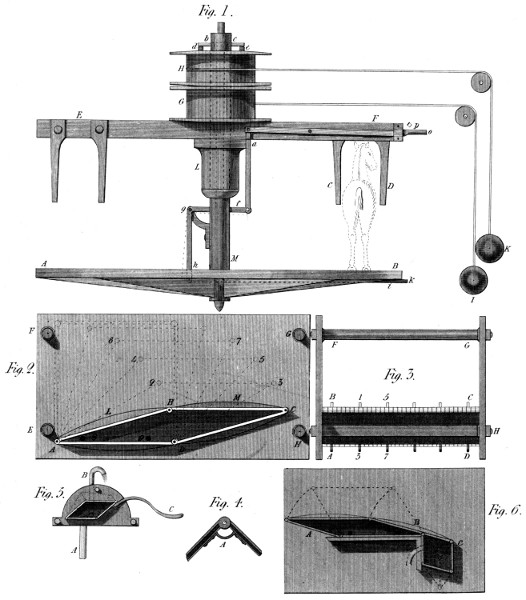 Fig. 1.
b c
d e
H
G
E F
t p
o
a
L
C D
g f
K
M
I
A h B
k
l
F 6 7 G
Fig. 2.
4 5
2 3
L H M
E C H
A B
F G
Fig. 3.
B 1 5 C
H
A 3 7 D
Fig. 5.
B
C
A
Fig. 4.
A
Fig. 6.
A B
C